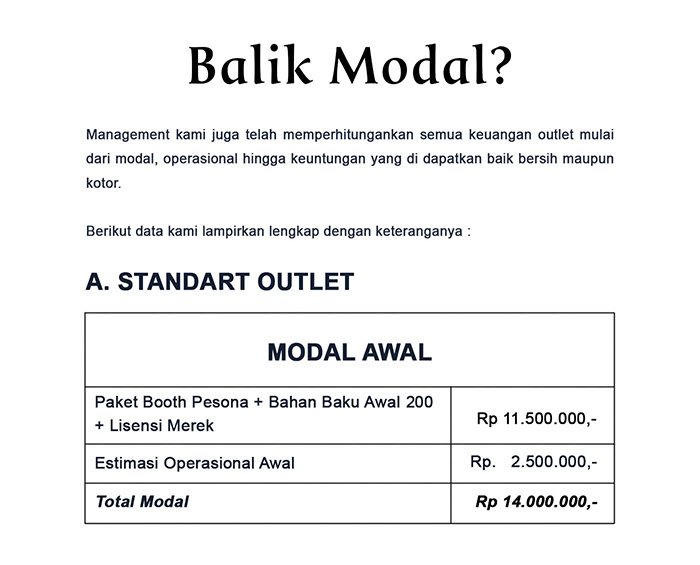 Balik Modal?
Management kami juga telah memperhitungankan semua keuangan outlet mulai
dari modal, operasional hingga keuntungan yang di dapatkan baik bersih maupun
kotor.
Berikut data kami lampirkan lengkap dengan keteranganya :
A. STANDART OUTLET
MODAL AWAL
Paket Booth Pesona + Bahan Baku Awal 200
+ Lisensi Merek
Rp 11.500.000,-
Estimasi Operasional Awal Rp. 2.500.000,-
Total Modal Rp 14.000.000,-